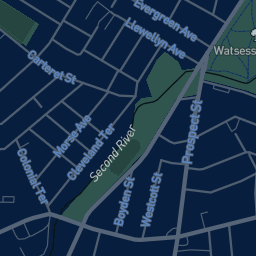 Evergreen Ave
Llewellyn Ave
Watsess
Carteret St
Prospect St
Morse Ave
Cleveland Ter
Second River
Colonial Ter
Boyden St
Westcott St